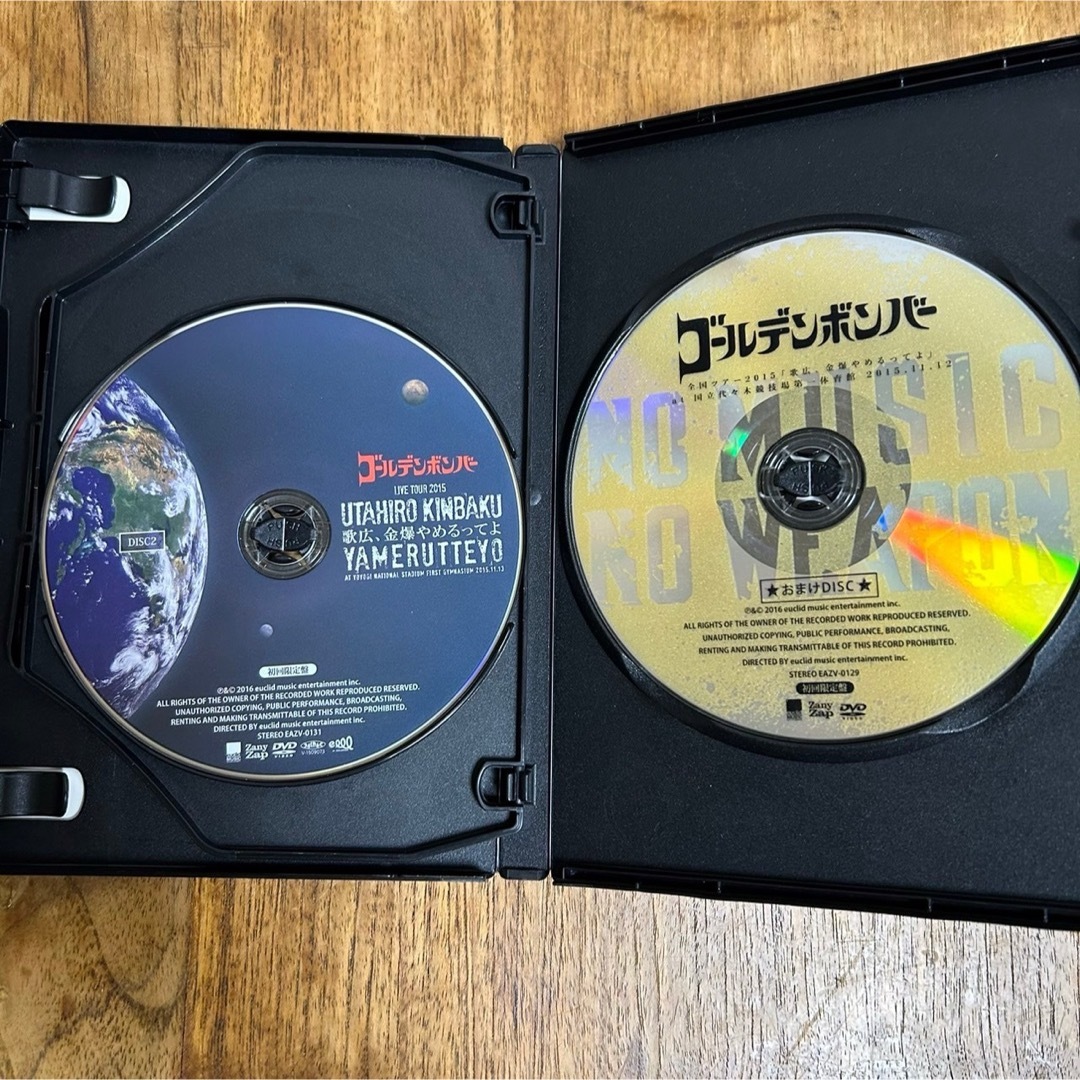 ゴールデンボンバー
LIVE TOUR 2015
UTAHIRO KINBAKU
歌広、金爆やめるってよ
YAMERUTTEYO
AT YOYOGI NATIONAL STADIUM FIRST GYMNASIUM 2015.11.13
DISC2
初回限定盤
℗&© 2016 euclid music entertainment inc.
ALL RIGHTS OF THE OWNER OF THE RECORDED WORK REPRODUCED RESERVED.
UNAUTHORIZED COPYING, PUBLIC PERFORMANCE, BROADCASTING,
RENTING AND MAKING TRANSMITTABLE OF THIS RECORD PROHIBITED.
DIRECTED BY euclid music entertainment inc.
STEREO EAZV-0131
Zany Zap DVD VIDEO
ゴールデンボンバー
全国ツアー2015「歌広、金爆やめるってよ」
at 国立代々木競技場第一体育館 2015.11.12
NO MUSIC
NO WEAPON
★おまけDISC★
℗&© 2016 euclid music entertainment inc.
ALL RIGHTS OF THE OWNER OF THE RECORDED WORK REPRODUCED RESERVED.
UNAUTHORIZED COPYING, PUBLIC PERFORMANCE, BROADCASTING,
RENTING AND MAKING TRANSMITTABLE OF THIS RECORD PROHIBITED.
DIRECTED BY euclid music entertainment inc.
STEREO EAZV-0129
初回限定盤
Zany Zap DVD VIDEO